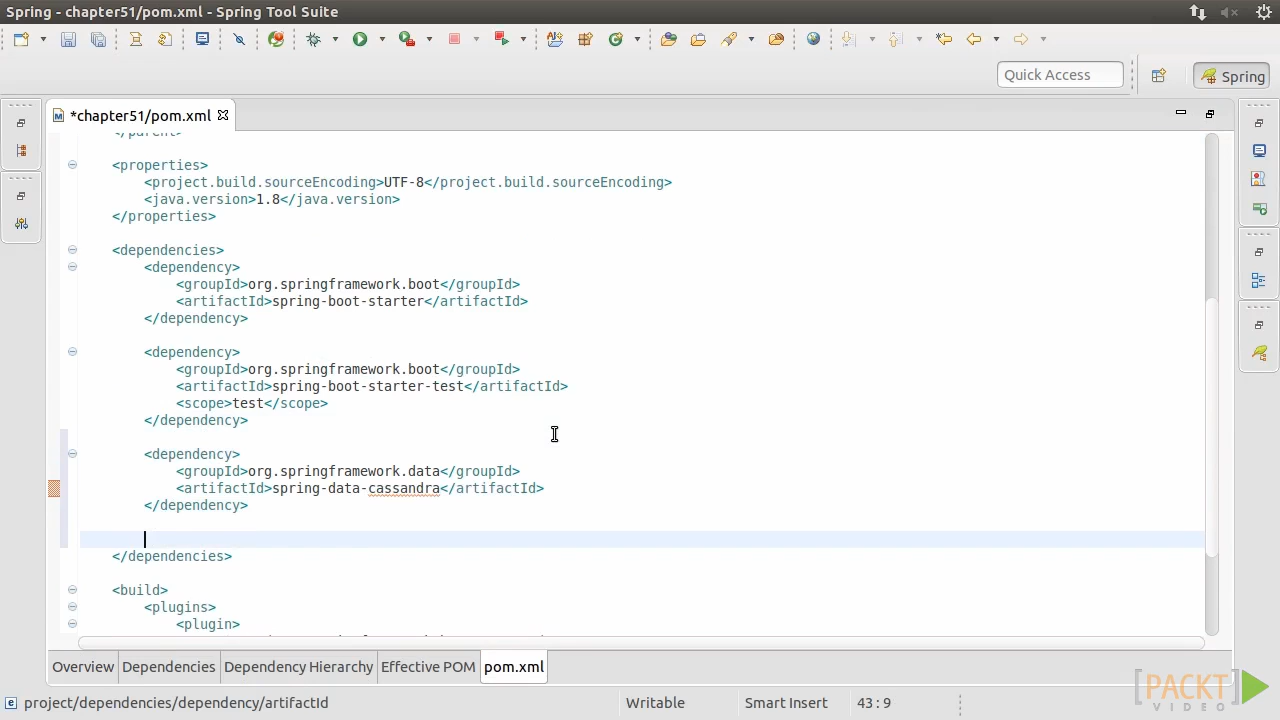 Spring - chapter51/pom.xml - Spring Tool Suite
Quick Access
Spring
*chapter51/pom.xml
</parent>
<properties>
<project.build.sourceEncoding>UTF-8</project.build.sourceEncoding>
<java.version>1.8</java.version>
</properties>
<dependencies>
<dependency>
<groupId>org.springframework.boot</groupId>
<artifactId>spring-boot-starter</artifactId>
</dependency>
<dependency>
<groupId>org.springframework.boot</groupId>
<artifactId>spring-boot-starter-test</artifactId>
<scope>test</scope>
</dependency>
<dependency>
<groupId>org.springframework.data</groupId>
<artifactId>spring-data-cassandra</artifactId>
</dependency>
</dependencies>
<build>
<plugins>
<plugin>
Overview Dependencies Dependency Hierarchy Effective POM pom.xml
project/dependencies/dependency/artifactId Writable Smart Insert 43 : 9
PACKT
VIDEO